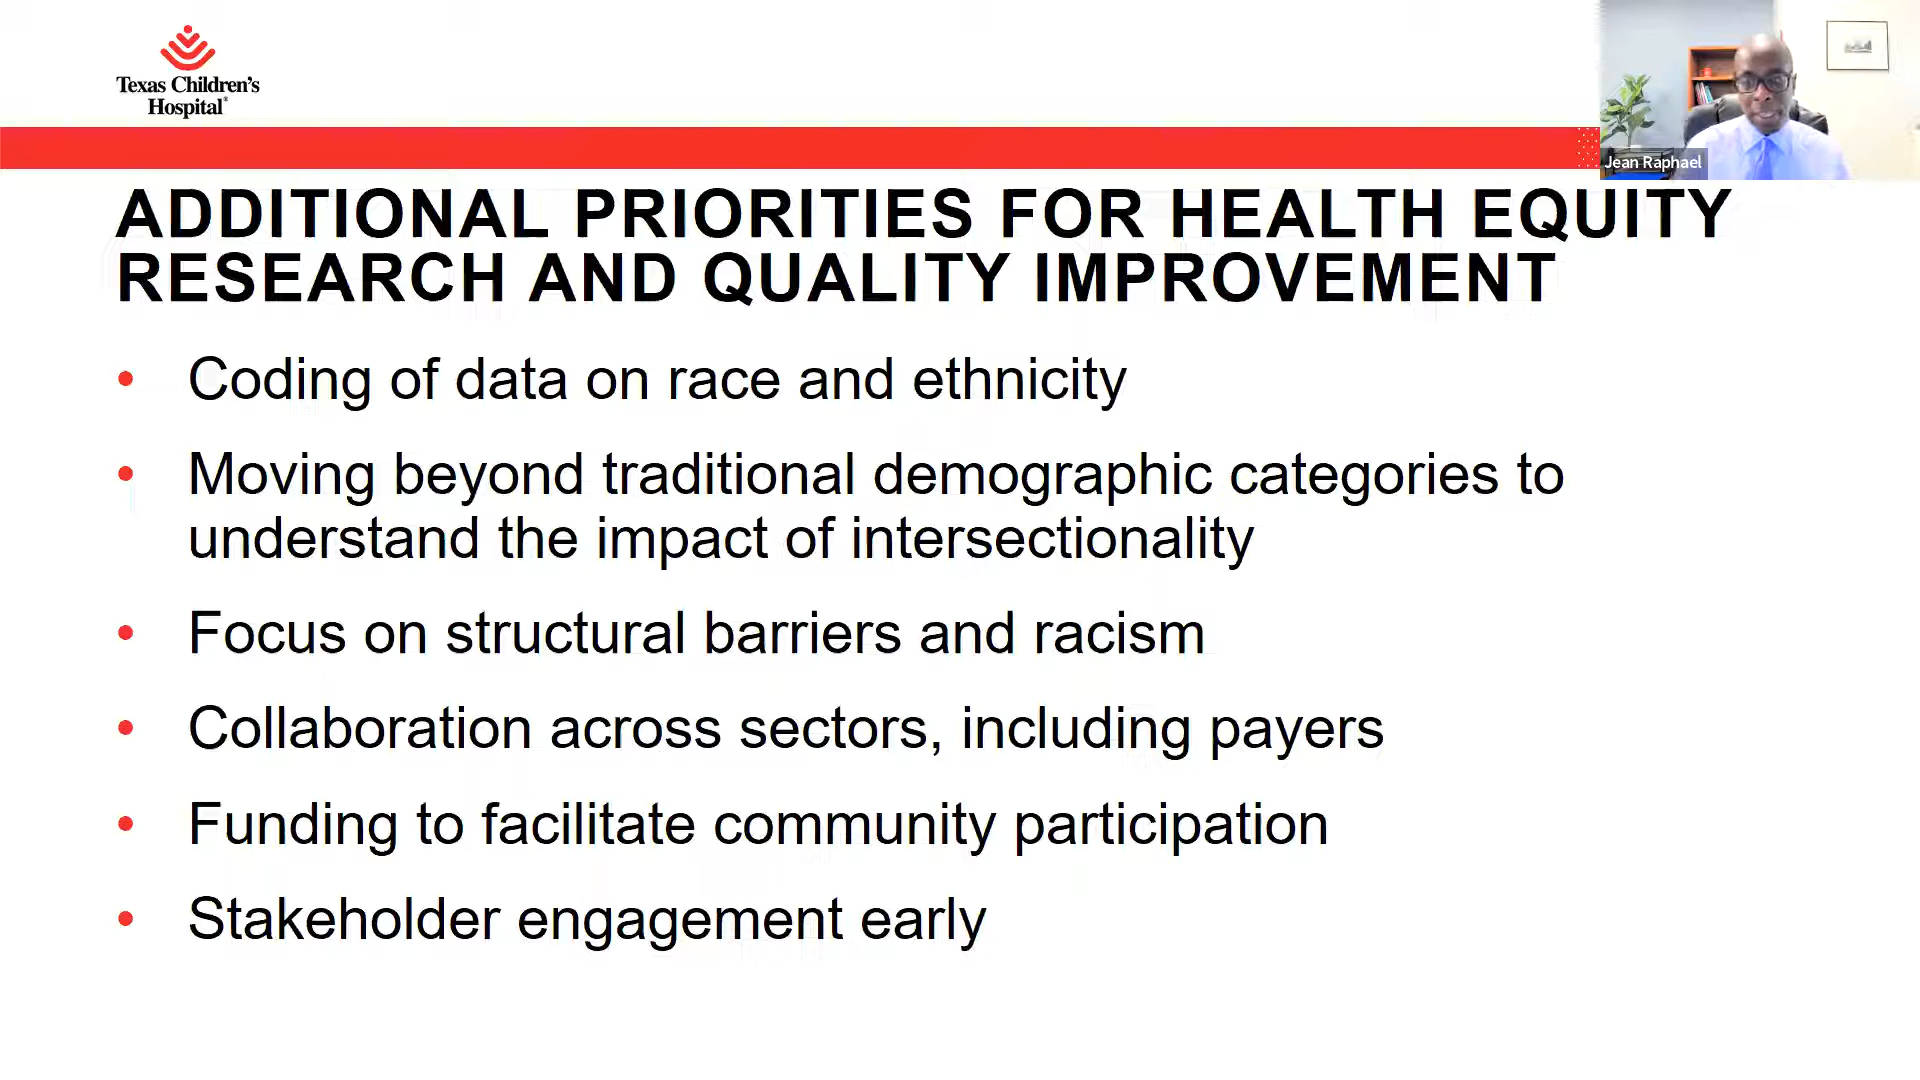 Texas Children's
Hospital®
Jean Raphael
ADDITIONAL PRIORITIES FOR HEALTH EQUITY
RESEARCH AND QUALITY IMPROVEMENT
• Coding of data on race and ethnicity
• Moving beyond traditional demographic categories to
understand the impact of intersectionality
• Focus on structural barriers and racism
• Collaboration across sectors, including payers
• Funding to facilitate community participation
• Stakeholder engagement early